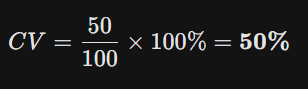 CV = 50/100 × 100% = 50%